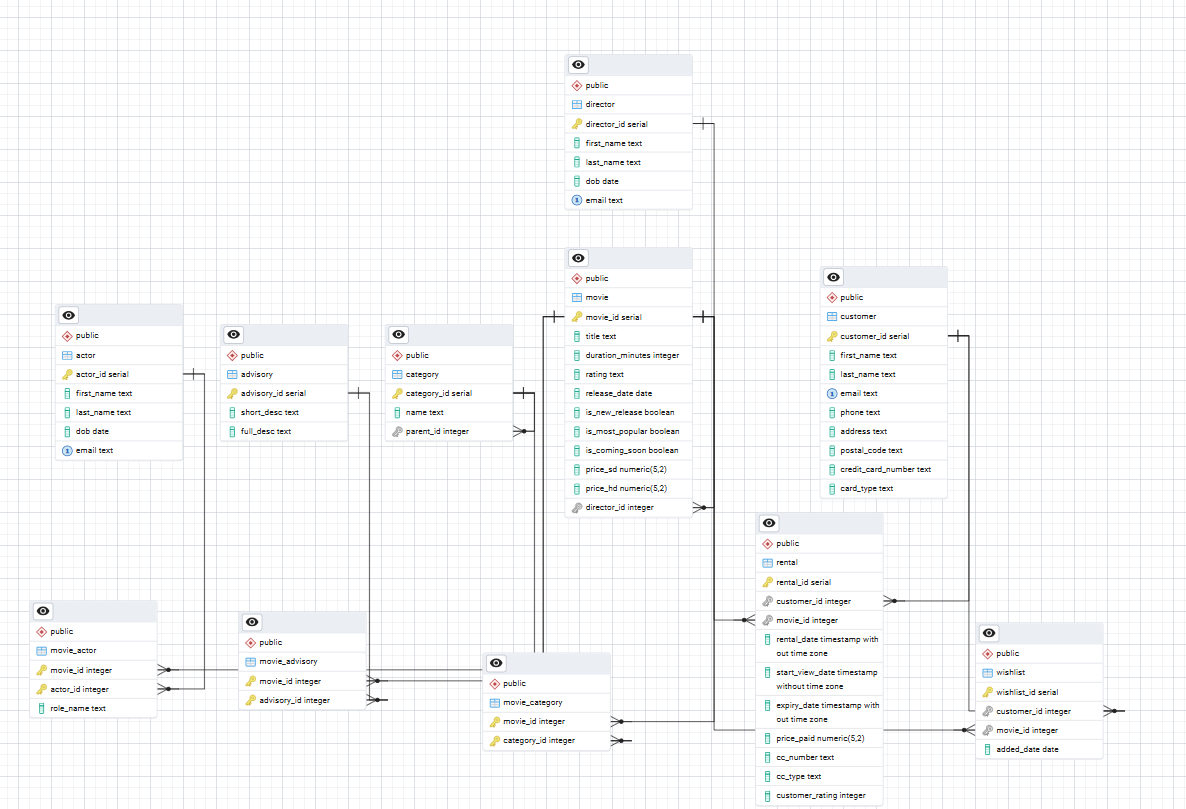 public
director
director_id serial
first_name text
last_name text
dob date
email text
public
movie
movie_id serial
title text
duration_minutes integer
rating text
release_date date
is_new_release boolean
is_most_popular boolean
is_coming_soon boolean
price_sd numeric(5,2)
price_hd numeric(5,2)
director_id integer
public
customer
customer_id serial
first_name text
last_name text
email text
phone text
address text
postal_code text
credit_card_number text
card_type text
public
actor
actor_id serial
first_name text
last_name text
dob date
email text
public
advisory
advisory_id serial
short_desc text
full_desc text
public
category
category_id serial
name text
parent_id integer
public
rental
rental_id serial
customer_id integer
movie_id integer
rental_date timestamp with
out time zone
start_view_date timestamp
without time zone
expiry_date timestamp with
out time zone
price_paid numeric(5,2)
cc_number text
cc_type text
customer_rating integer
public
movie_actor
movie_id integer
actor_id integer
role_name text
public
movie_advisory
movie_id integer
advisory_id integer
public
movie_category
movie_id integer
category_id integer
public
wishlist
wishlist_id serial
customer_id integer
movie_id integer
added_date date